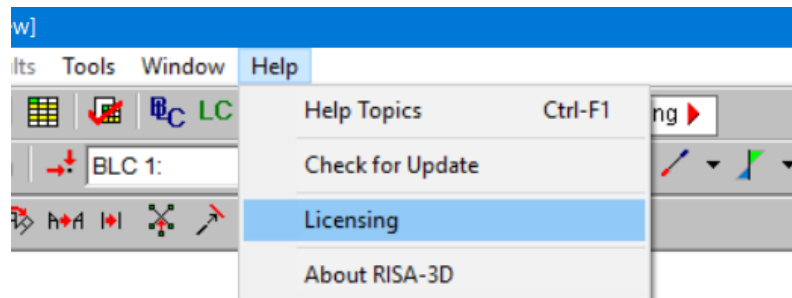 w]
lts Tools Window Help
BC LC Help Topics Ctrl-F1 ng
BLC 1: Check for Update
Licensing
About RISA-3D